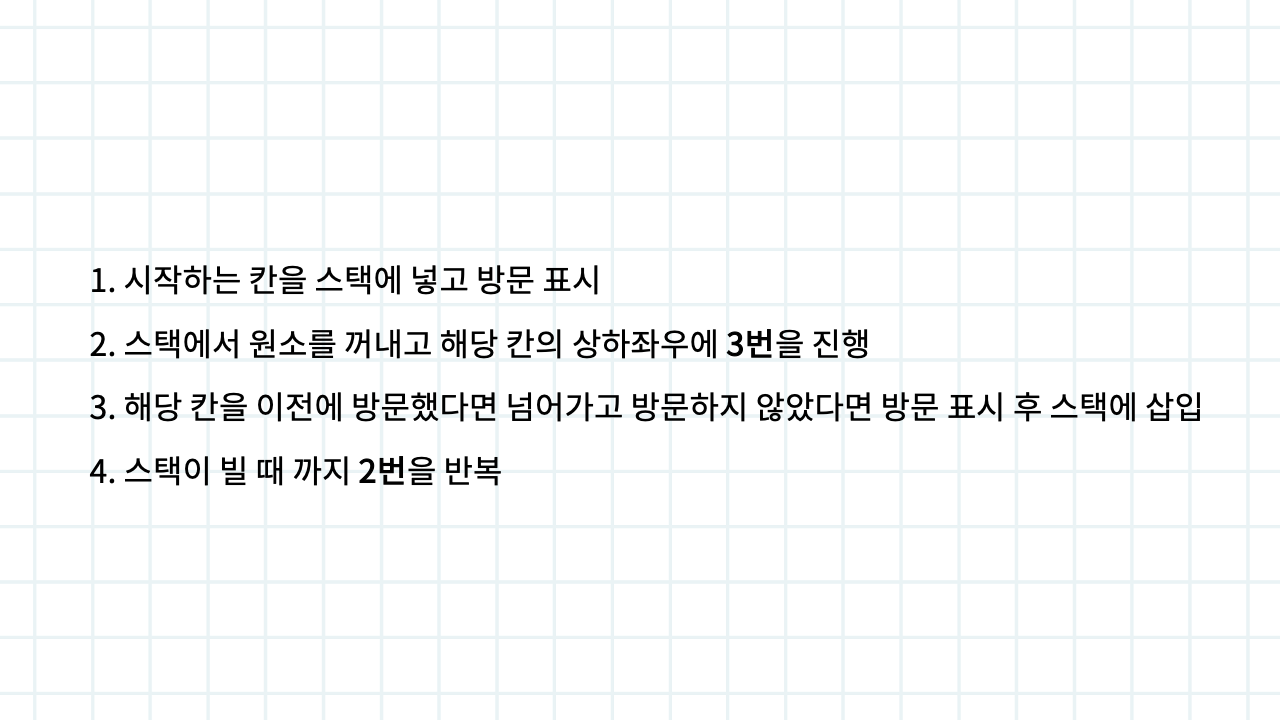 1. 시작하는 칸을 스택에 넣고 방문 표시
2. 스택에서 원소를 꺼내고 해당 칸의 상하좌우에 3번을 진행
3. 해당 칸을 이전에 방문했다면 넘어가고 방문하지 않았다면 방문 표시 후 스택에 삽입
4. 스택이 빌 때 까지 2번을 반복